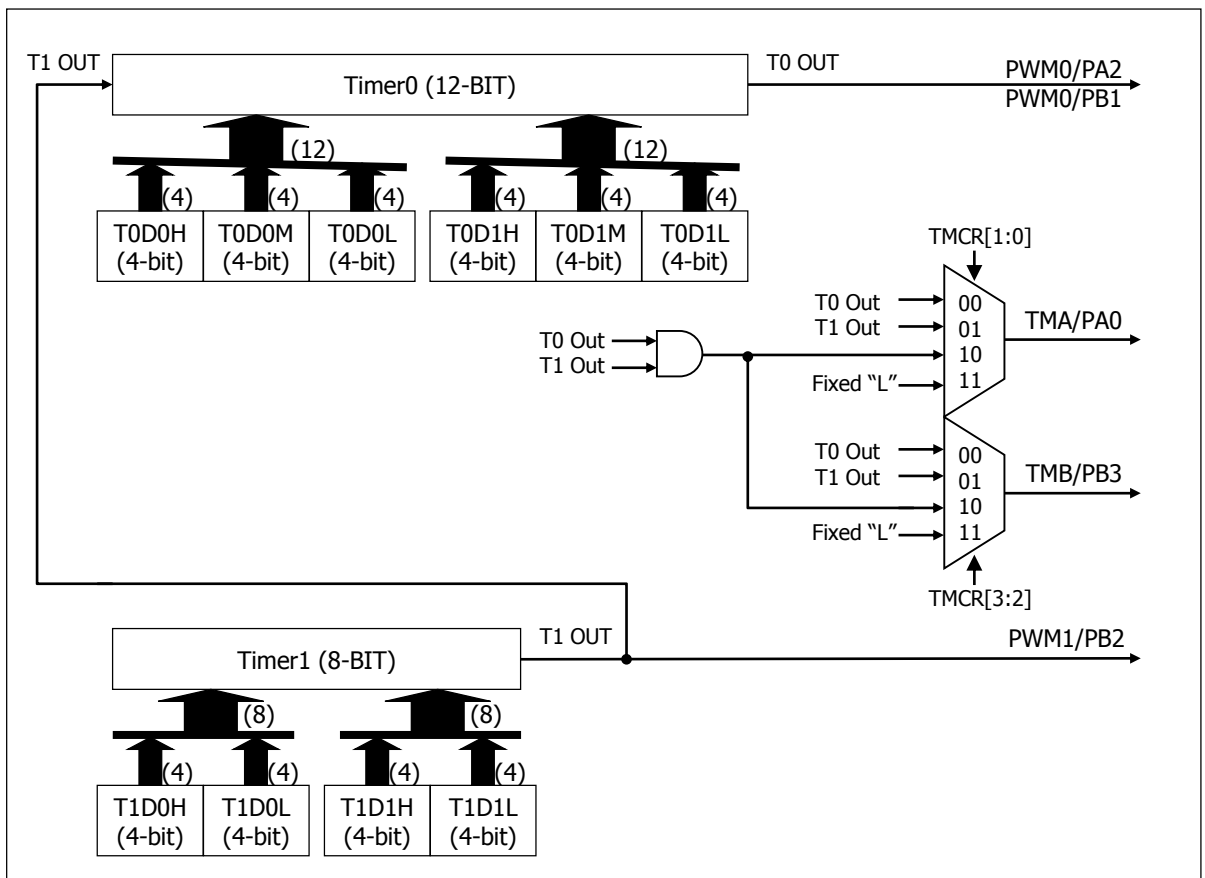 T1 OUT
Timer0 (12-BIT)
T0 OUT
PWM0/PA2
PWM0/PB1
(12)
(12)
(4)
(4)
(4)
(4)
(4)
(4)
T0D0H
(4-bit)
T0D0M
(4-bit)
T0D0L
(4-bit)
T0D1H
(4-bit)
T0D1M
(4-bit)
T0D1L
(4-bit)
TMCR[1:0]
T0 Out
T1 Out
T0 Out
T1 Out
Fixed “L”
00
01
10
11
TMA/PA0
T0 Out
T1 Out
Fixed “L”
00
01
10
11
TMB/PB3
TMCR[3:2]
Timer1 (8-BIT)
T1 OUT
PWM1/PB2
(8)
(8)
(4)
(4)
(4)
(4)
T1D0H
(4-bit)
T1D0L
(4-bit)
T1D1H
(4-bit)
T1D1L
(4-bit)